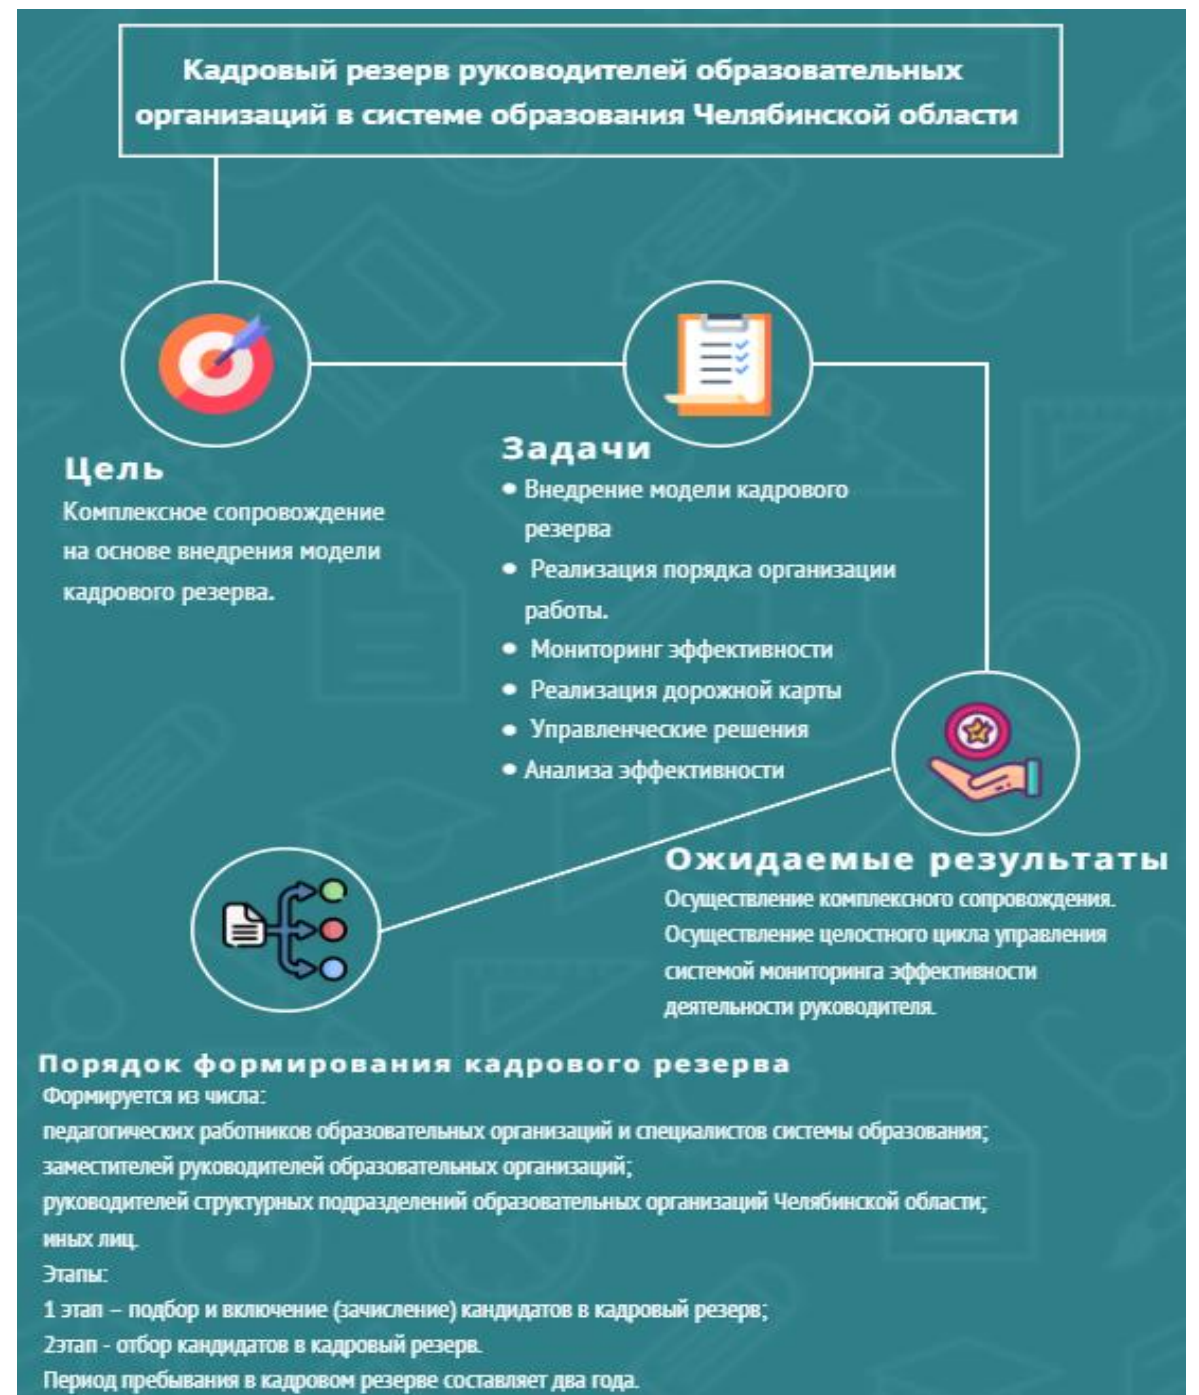 Кадровый резерв руководителей образовательных
организаций в системе образования Челябинской области
Цель
Комплексное сопровождение
на основе внедрения модели
кадрового резерва.
Задачи
• Внедрение модели кадрового
резерва
• Реализация порядка организации
работы.
• Мониторинг эффективности
• Реализация дорожной карты
• Управленческие решения
• Анализа эффективности
Ожидаемые результаты
Осуществление комплексного сопровождения.
Осуществление целостного цикла управления
системой мониторинга эффективности
деятельности руководителя.
Порядок формирования кадрового резерва
Формируется из числа:
педагогических работников образовательных организаций и специалистов системы образования;
заместителей руководителей образовательных организаций;
руководителей структурных подразделений образовательных организаций Челябинской области;
иных лиц.
Этапы:
1 этап – подбор и включение (зачисление) кандидатов в кадровый резерв;
2этап - отбор кандидатов в кадровый резерв.
Период пребывания в кадровом резерве составляет два года.